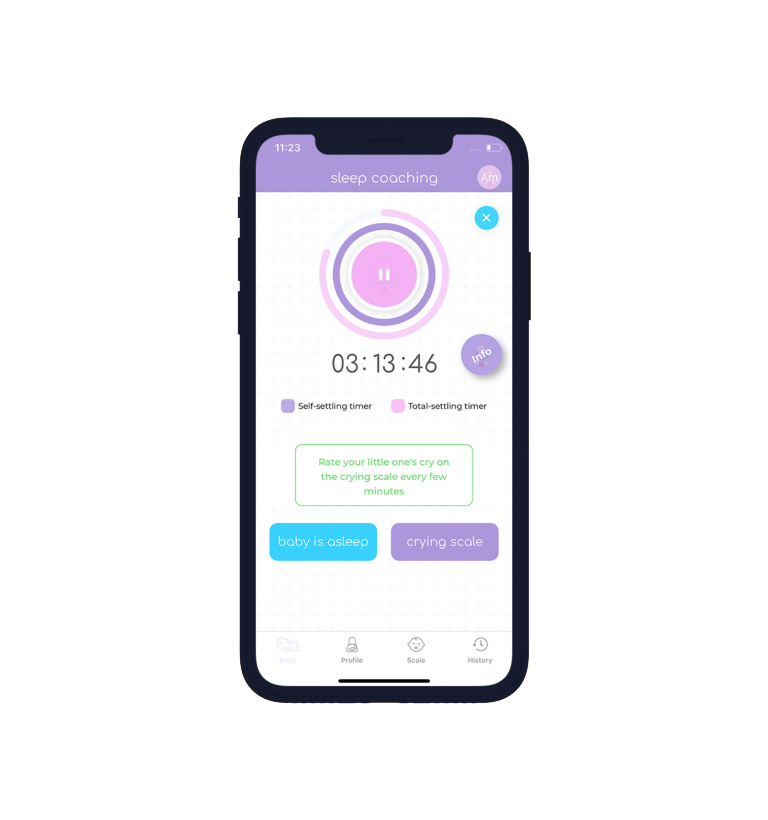 11:23
sleep coaching
Am
Info
03:13:46
Self-settling timer
Total-settling timer
Rate your little one's cry on
the crying scale every few
minutes
baby is asleep
crying scale
Baby
Profile
Scale
History